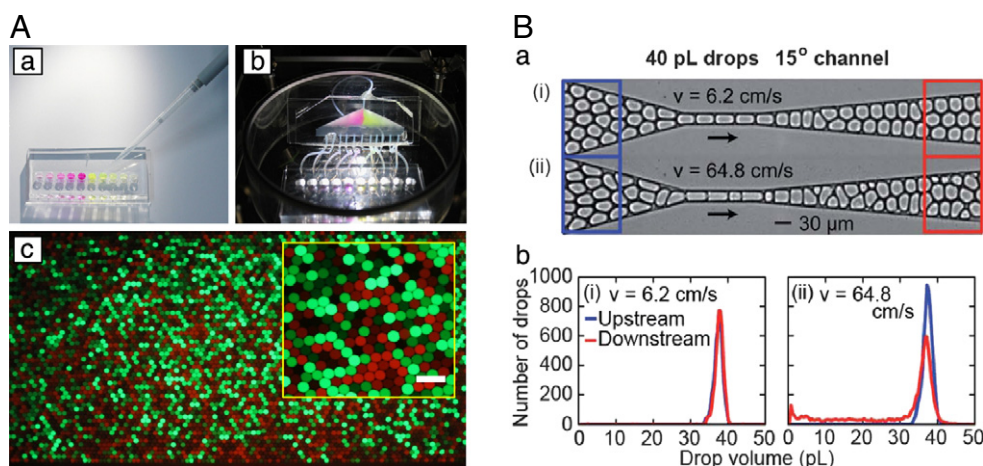 A
a
b
c
B
a
40 pL drops 15° channel
(i)
v = 6.2 cm/s
(ii)
v = 64.8 cm/s
30 μm
b
Number of drops
1000
800
600
400
200
0
(i) v = 6.2 cm/s
Upstream
Downstream
(ii) v = 64.8
cm/s
0 10 20 30 40 50
0 10 20 30 40 50
Drop volume (pL)